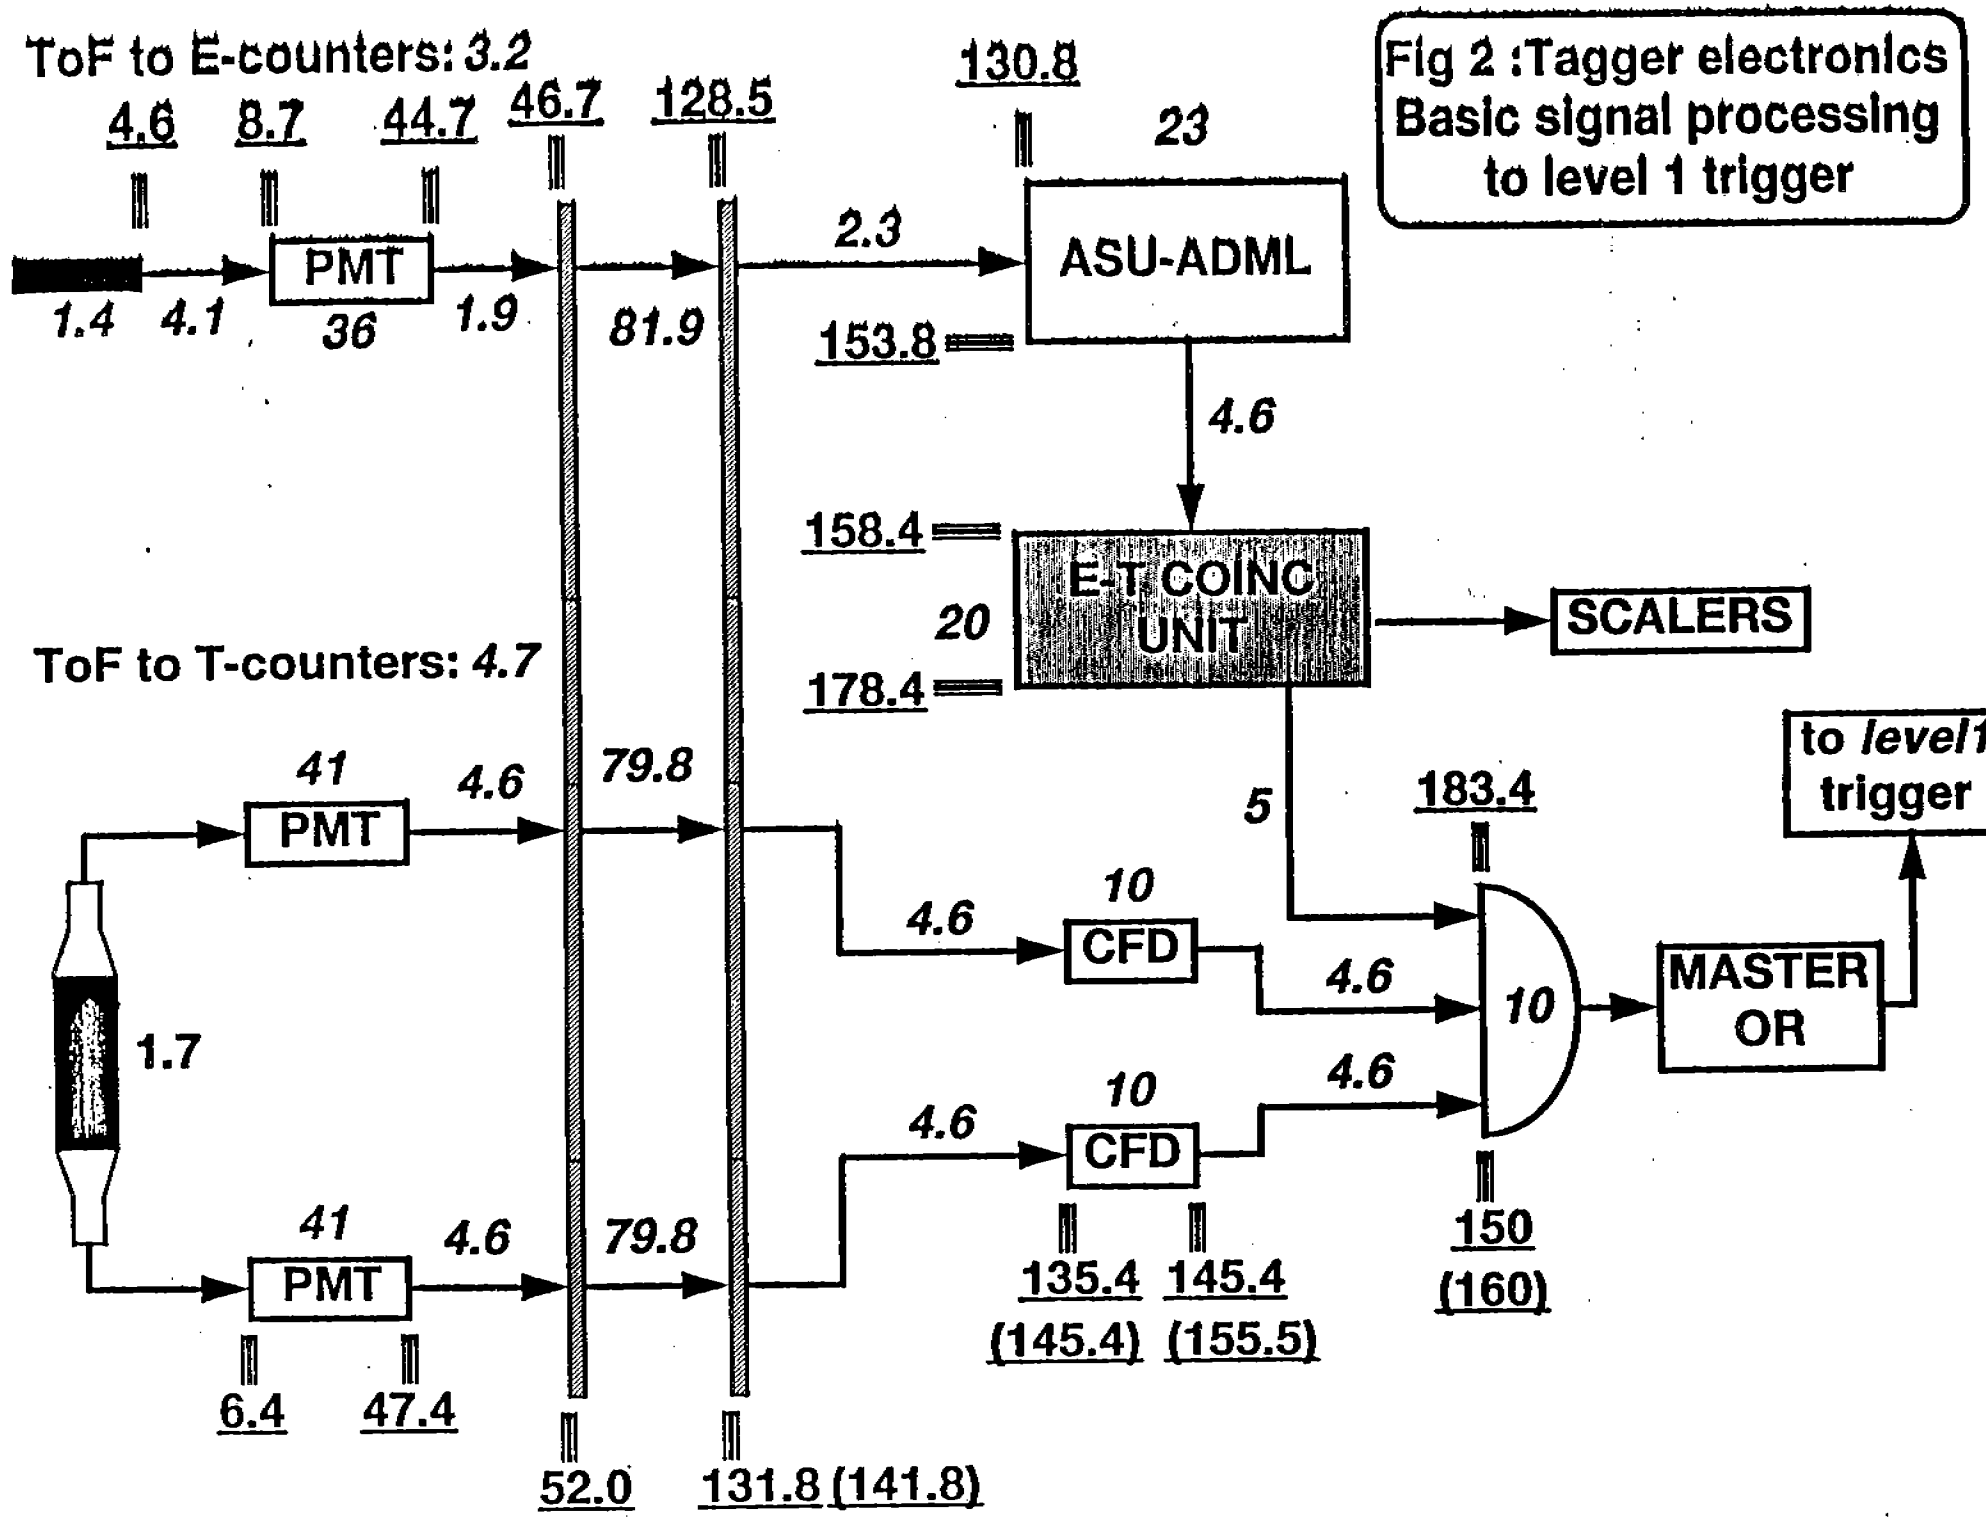 ToF to E-counters: 3.2
4.6
8.7
44.7
46.7
128.5
130.8
Fig 2 :Tagger electronics
Basic signal processing
to level 1 trigger
23
2.3
PMT
ASU-ADML
1.4
4.1
36
1.9
81.9
153.8
4.6
158.4
E-T COINC
UNIT
20
SCALERS
178.4
ToF to T-counters: 4.7
to level1
trigger
41
4.6
79.8
PMT
5
183.4
10
4.6
CFD
4.6
MASTER
OR
10
1.7
4.6
10
4.6
CFD
41
4.6
79.8
PMT
150
(160)
135.4
145.4
(145.4)
(155.5)
6.4
47.4
52.0
131.8 (141.8)